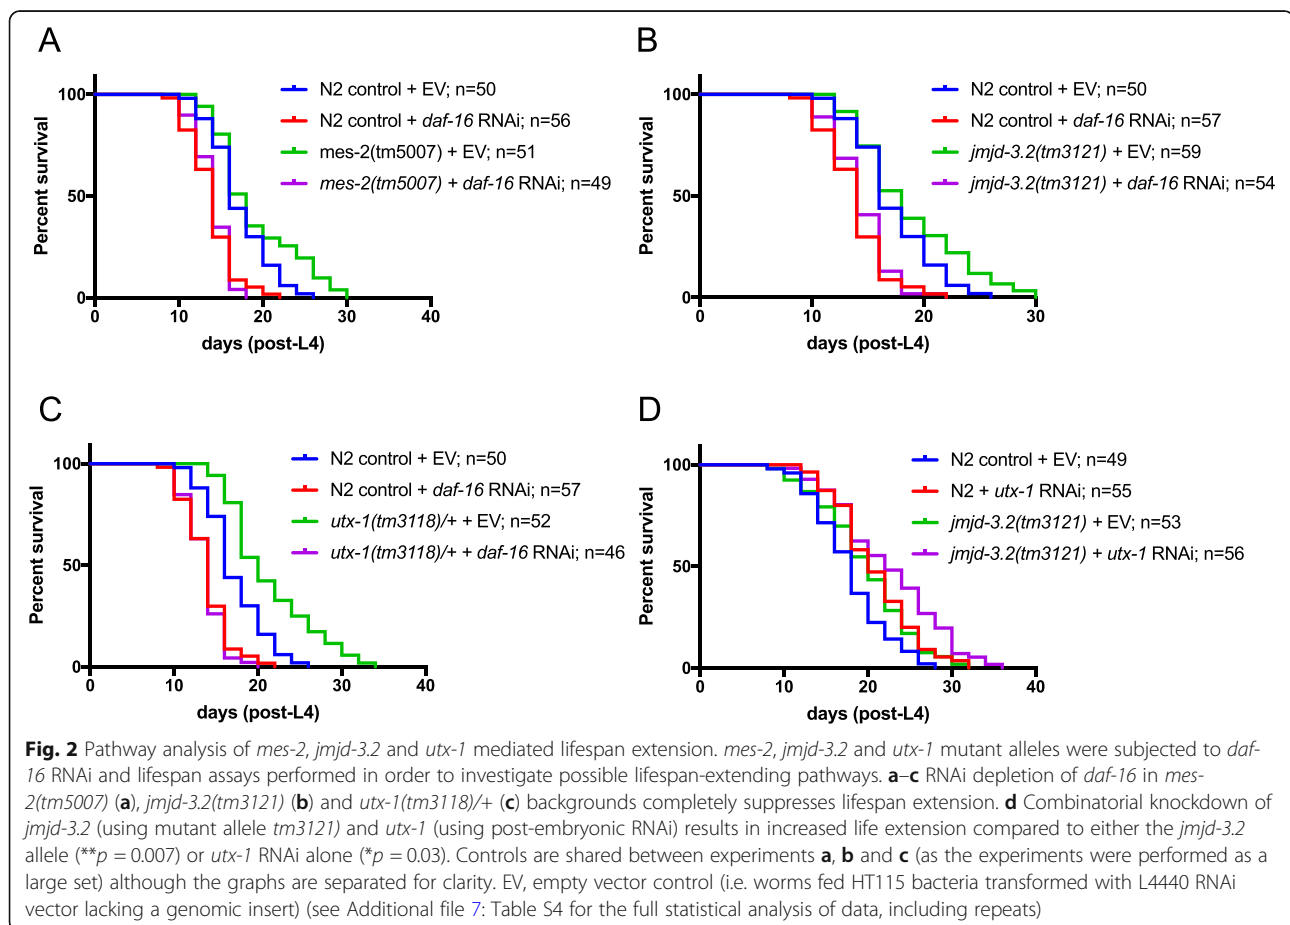 A
100
50
0
Percent survival
0 10 20 30 40
days (post-L4)
N2 control + EV; n=50
N2 control + daf-16 RNAi; n=56
mes-2(tm5007) + EV; n=51
mes-2(tm5007) + daf-16 RNAi; n=49
B
100
50
0
Percent survival
0 10 20 30
days (post-L4)
N2 control + EV; n=50
N2 control + daf-16 RNAi; n=57
jmjd-3.2(tm3121) + EV; n=59
jmjd-3.2(tm3121) + daf-16 RNAi; n=54
C
100
50
0
Percent survival
0 10 20 30 40
days (post-L4)
N2 control + EV; n=50
N2 control + daf-16 RNAi; n=57
utx-1(tm3118)/+ + EV; n=52
utx-1(tm3118)/+ + daf-16 RNAi; n=46
D
100
50
0
Percent survival
0 10 20 30 40
days (post-L4)
N2 control + EV; n=49
N2 + utx-1 RNAi; n=55
jmjd-3.2(tm3121) + EV; n=53
jmjd-3.2(tm3121) + utx-1 RNAi; n=56
Fig. 2 Pathway analysis of mes-2, jmjd-3.2 and utx-1 mediated lifespan extension. mes-2, jmjd-3.2 and utx-1 mutant alleles were subjected to daf-
16 RNAi and lifespan assays performed in order to investigate possible lifespan-extending pathways. a–c RNAi depletion of daf-16 in mes-
2(tm5007) (a), jmjd-3.2(tm3121) (b) and utx-1(tm3118)/+ (c) backgrounds completely suppresses lifespan extension. d Combinatorial knockdown of
jmjd-3.2 (using mutant allele tm3121) and utx-1 (using post-embryonic RNAi) results in increased life extension compared to either the jmjd-3.2
allele (**p = 0.007) or utx-1 RNAi alone (*p = 0.03). Controls are shared between experiments a, b and c (as the experiments were performed as a
large set) although the graphs are separated for clarity. EV, empty vector control (i.e. worms fed HT115 bacteria transformed with L4440 RNAi
vector lacking a genomic insert) (see Additional file 7: Table S4 for the full statistical analysis of data, including repeats)